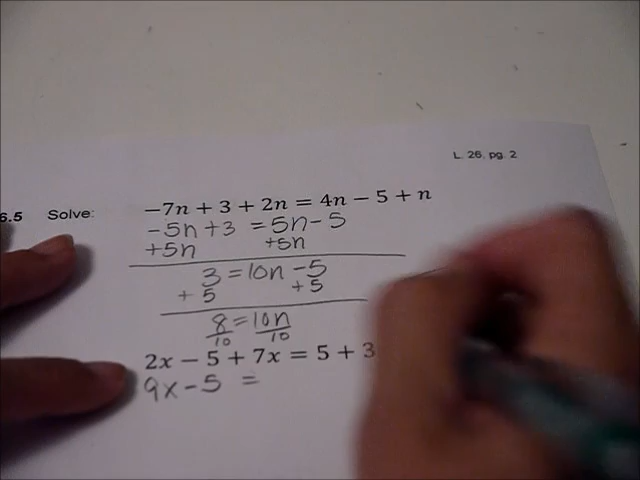 L. 26, pg. 2
6.5 Solve: −7n + 3 + 2n = 4n − 5 + n
-5n+3 = 5n-5
+5n +5n
3 = 10n -5
+ 5 + 5
8 = 10n
10 10
2x − 5 + 7x = 5 + 3
9x-5 =